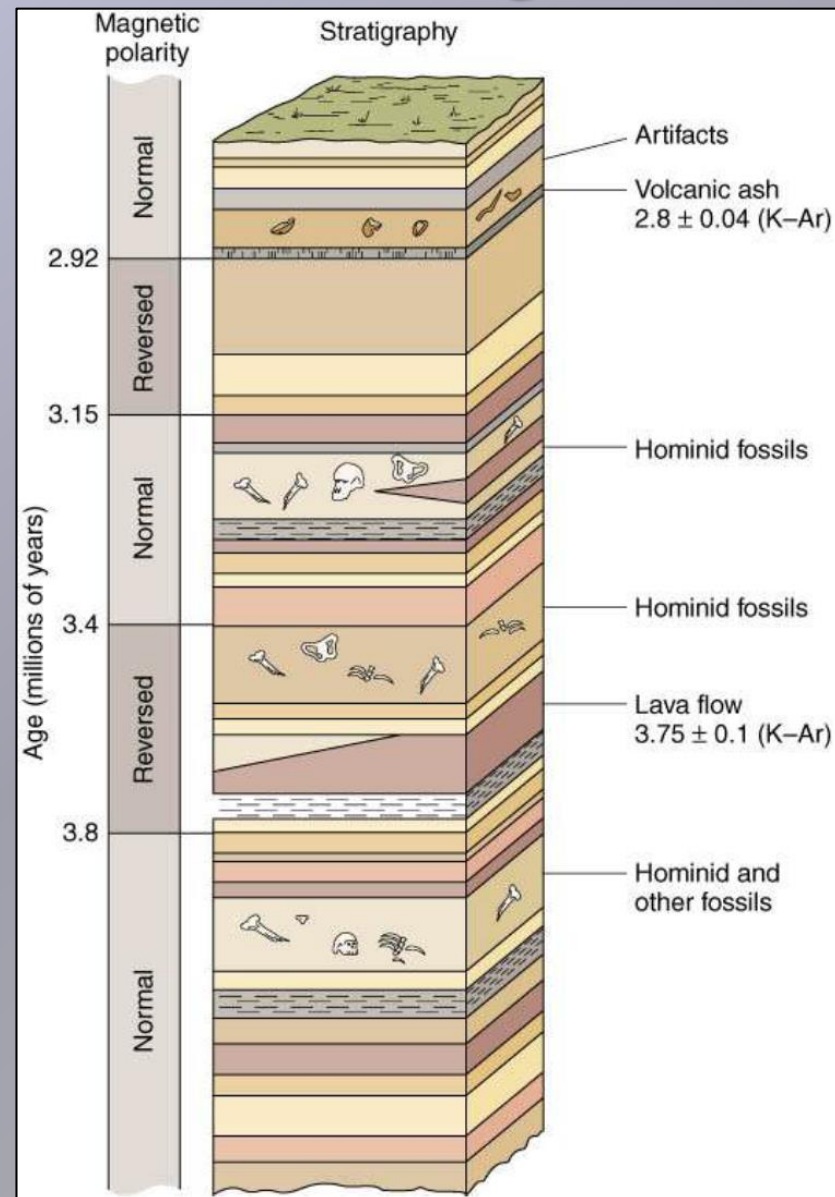 Magnetic
polarity
Stratigraphy
Normal
2.92
Reversed
3.15
Normal
3.4
Reversed
3.8
Normal
Age (millions of years)
Artifacts
Volcanic ash
2.8 ± 0.04 (K–Ar)
Hominid fossils
Hominid fossils
Lava flow
3.75 ± 0.1 (K–Ar)
Hominid and
other fossils